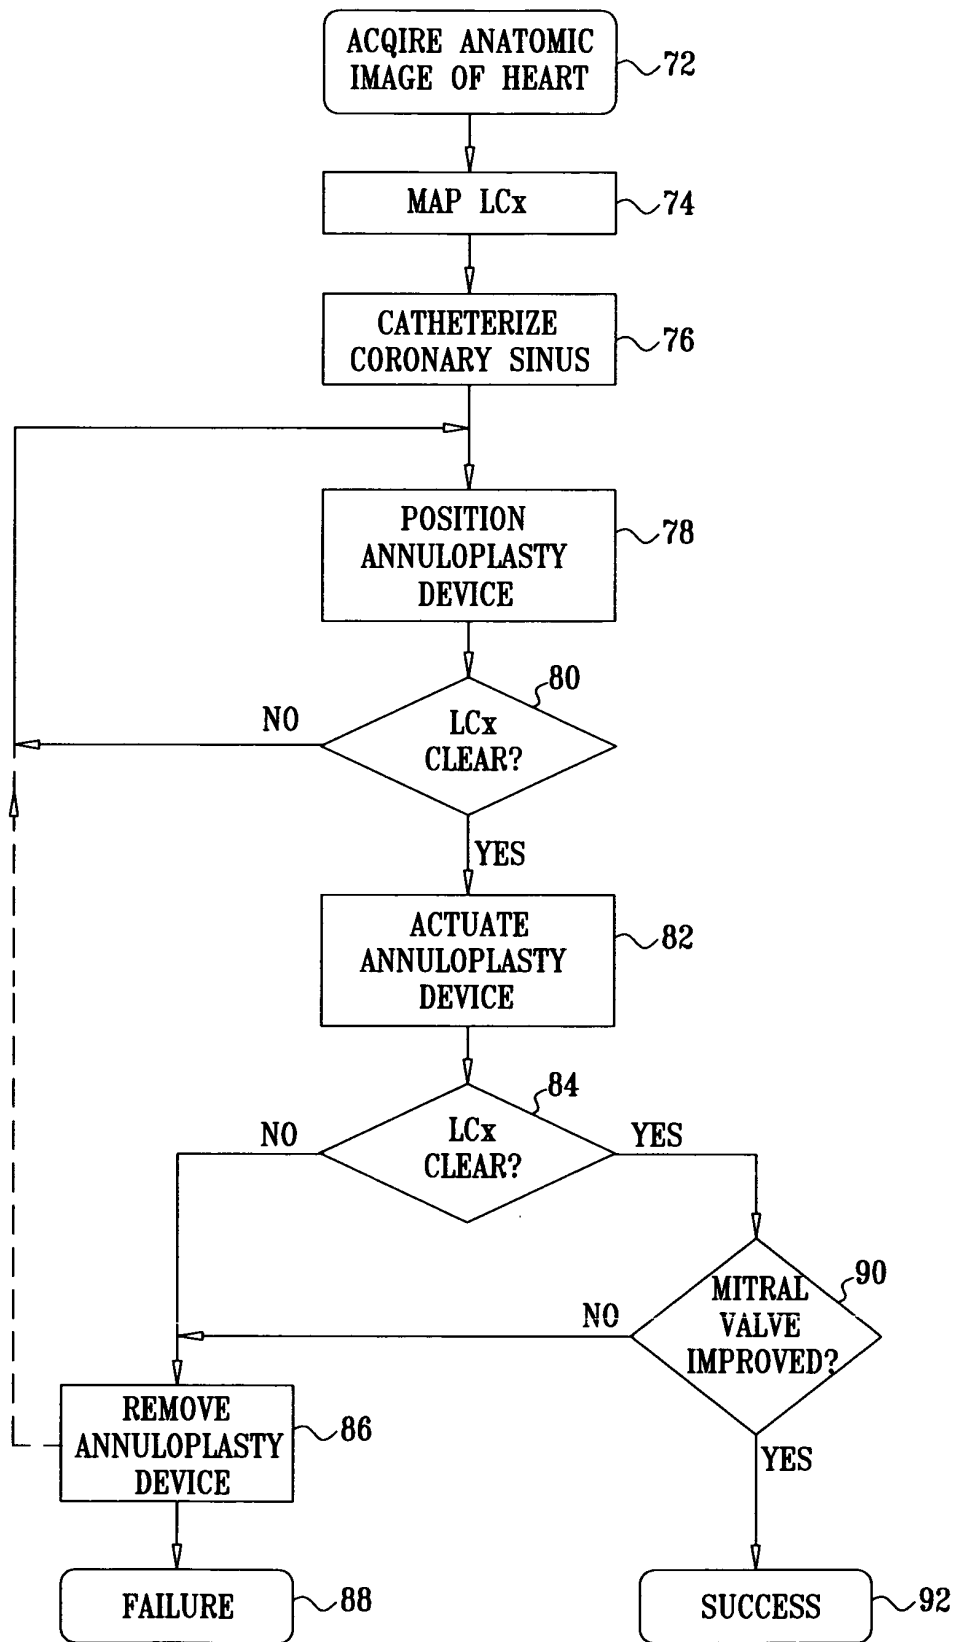 ACQIRE ANATOMIC
IMAGE OF HEART
72
MAP LCx
74
CATHETERIZE
CORONARY SINUS
76
POSITION
ANNULOPLASTY
DEVICE
78
80
LCx
CLEAR?
NO
YES
ACTUATE
ANNULOPLASTY
DEVICE
82
84
LCx
CLEAR?
NO
YES
90
MITRAL
VALVE
IMPROVED?
NO
YES
REMOVE
ANNULOPLASTY
DEVICE
86
FAILURE
88
SUCCESS
92